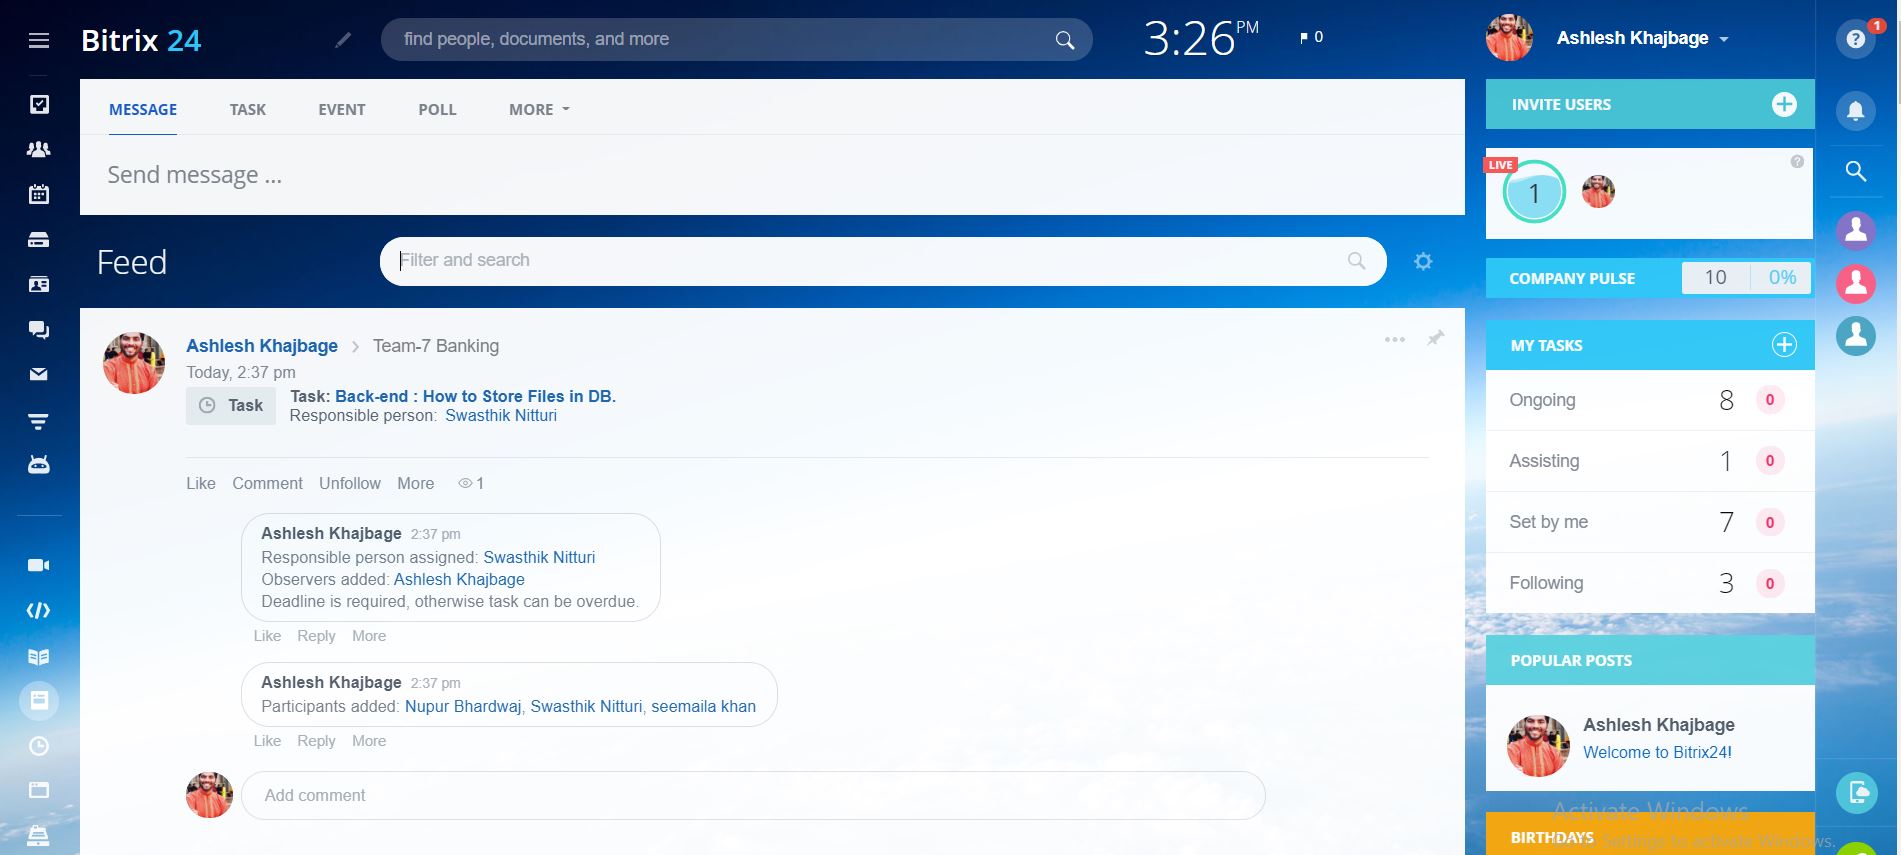 Bitrix 24
find people, documents, and more
3:26 PM
0
Ashlesh Khajbage
1
MESSAGE TASK EVENT POLL MORE
Send message ...
Feed
Filter and search
Ashlesh Khajbage > Team-7 Banking
Today, 2:37 pm
Task
Task: Back-end : How to Store Files in DB.
Responsible person: Swasthik Nitturi
Like Comment Unfollow More 1
Ashlesh Khajbage 2:37 pm
Responsible person assigned: Swasthik Nitturi
Observers added: Ashlesh Khajbage
Deadline is required, otherwise task can be overdue.
Like Reply More
Ashlesh Khajbage 2:37 pm
Participants added: Nupur Bhardwaj, Swasthik Nitturi, seemaila khan
Like Reply More
Add comment
INVITE USERS
LIVE
1
COMPANY PULSE 10 0%
MY TASKS
Ongoing 8 0
Assisting 1 0
Set by me 7 0
Following 3 0
POPULAR POSTS
Ashlesh Khajbage
Welcome to Bitrix24!
Activate Windows
BIRTHDAYS
Settings to activate Windows.